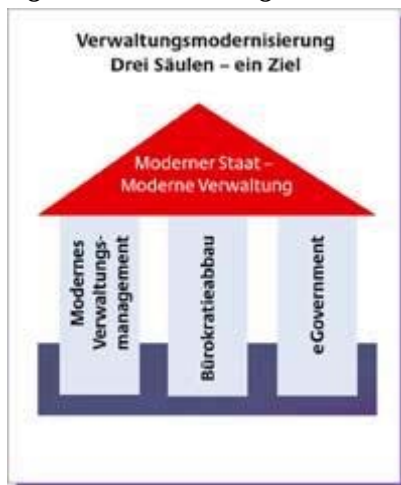 Verwaltungsmodernisierung
Drei Säulen – ein Ziel
Moderner Staat –
Moderne Verwaltung
Modernes
Verwaltungs-
management
Bürokratieabbau
eGovernment